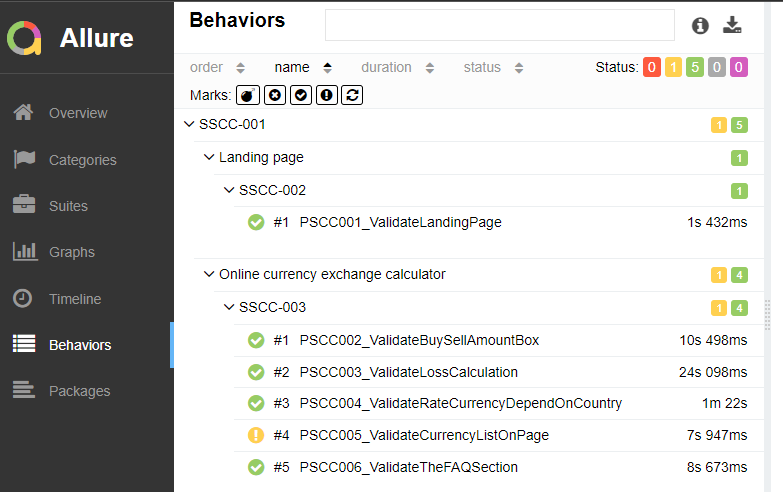 Allure
Overview
Categories
Suites
Graphs
Timeline
Behaviors
Packages
Behaviors
order name duration status Status: 0 1 5 0 0
Marks:
SSCC-001 1 5
Landing page 1
SSCC-002 1
#1 PSCC001_ValidateLandingPage 1s 432ms
Online currency exchange calculator 1 4
SSCC-003 1 4
#1 PSCC002_ValidateBuySellAmountBox 10s 498ms
#2 PSCC003_ValidateLossCalculation 24s 098ms
#3 PSCC004_ValidateRateCurrencyDependOnCountry 1m 22s
#4 PSCC005_ValidateCurrencyListOnPage 7s 947ms
#5 PSCC006_ValidateTheFAQSection 8s 673ms